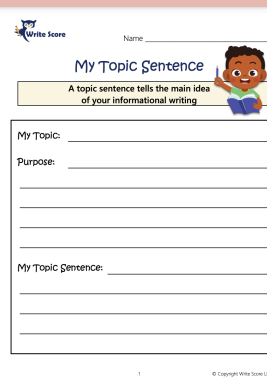 Write Score
Name
My Topic Sentence
A topic sentence tells the main idea
of your informational writing
My Topic:
Purpose:
My Topic Sentence:
1
© Copyright Write Score L